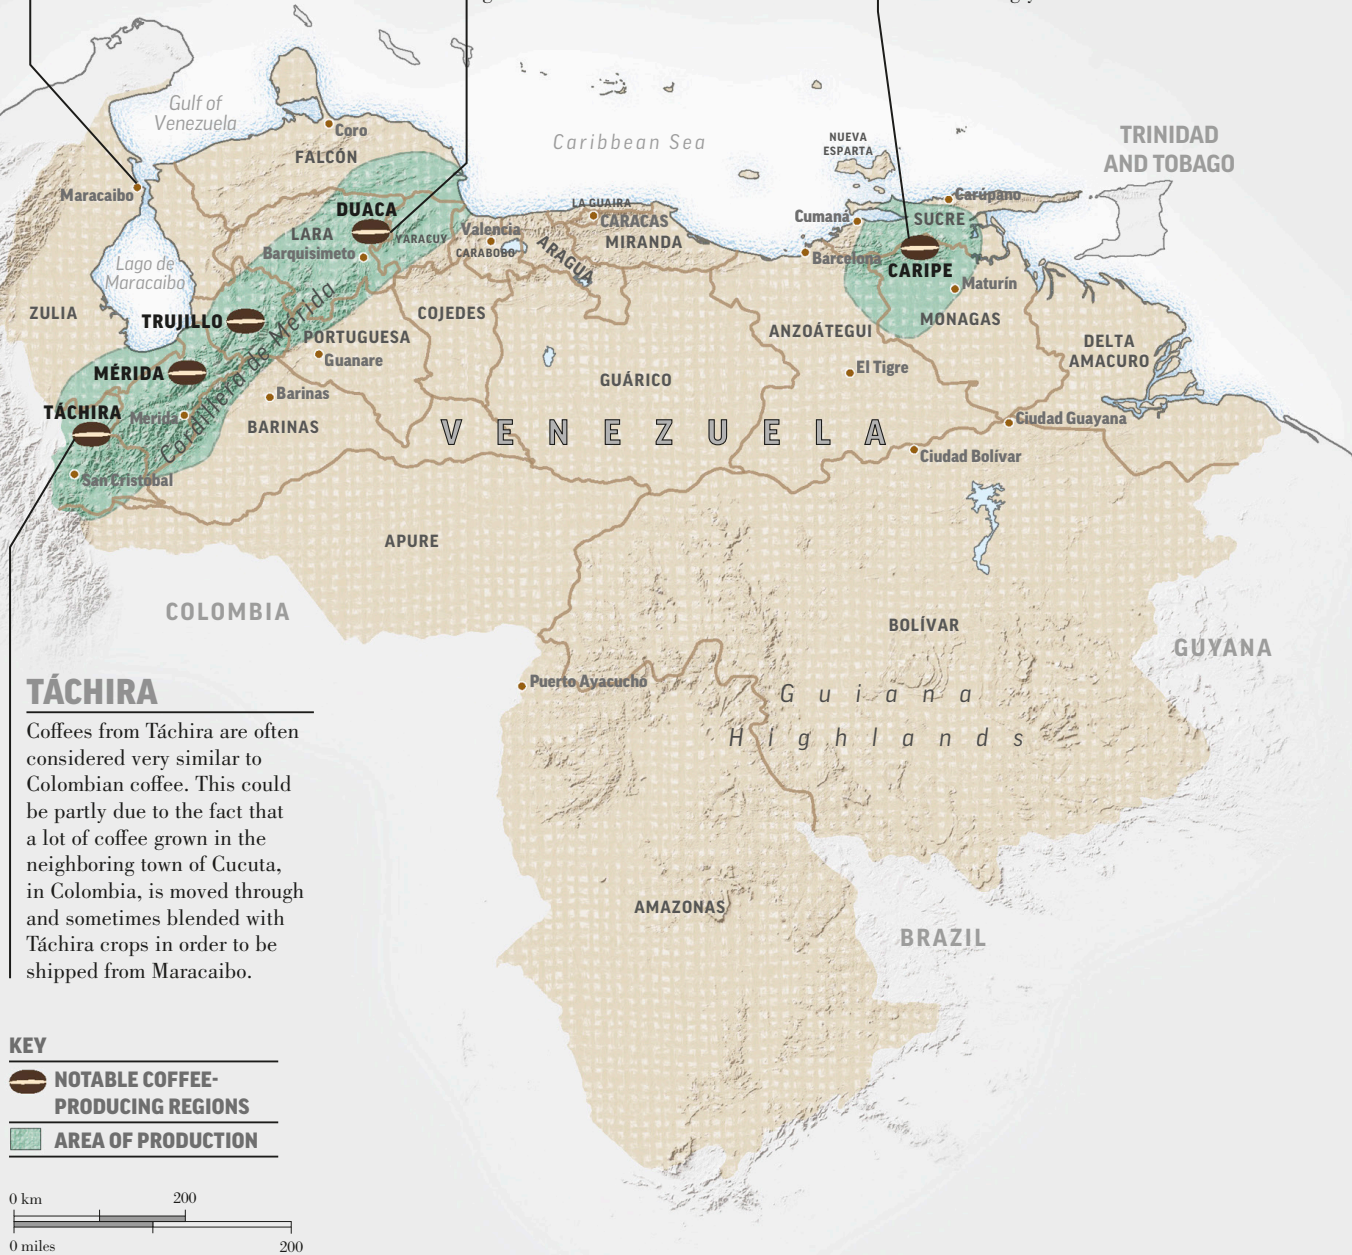 Gulf of
Venezuela
Coro
FALCÓN
Caribbean Sea
NUEVA
ESPARTA
TRINIDAD
AND TOBAGO
Maracaibo
DUACA
LARA
YARACUY
Barquisimeto
Valencia
CARABOBO
ARAGUA
LA GUAIRA
CARACAS
MIRANDA
Cumaná
Carúpano
SUCRE
Barcelona
CARIPE
Maturín
MONAGAS
Lago de
Maracaibo
ZULIA
TRUJILLO
COJEDES
PORTUGUESA
Guanare
ANZOÁTEGUI
DELTA
AMACURO
MÉRIDA
Cordillera de Mérida
El Tigre
GUÁRICO
TÁCHIRA
Mérida
Barinas
BARINAS
VENEZUELA
Ciudad Guayana
Ciudad Bolívar
San Cristóbal
APURE
COLOMBIA
BOLÍVAR
GUYANA
Puerto Ayacucho
Guiana
Highlands
AMAZONAS
BRAZIL
TÁCHIRA
Coffees from Táchira are often
considered very similar to
Colombian coffee. This could
be partly due to the fact that
a lot of coffee grown in the
neighboring town of Cucuta,
in Colombia, is moved through
and sometimes blended with
Táchira crops in order to be
shipped from Maracaibo.
KEY
NOTABLE COFFEE-
PRODUCING REGIONS
AREA OF PRODUCTION
0 km 200
0 miles 200